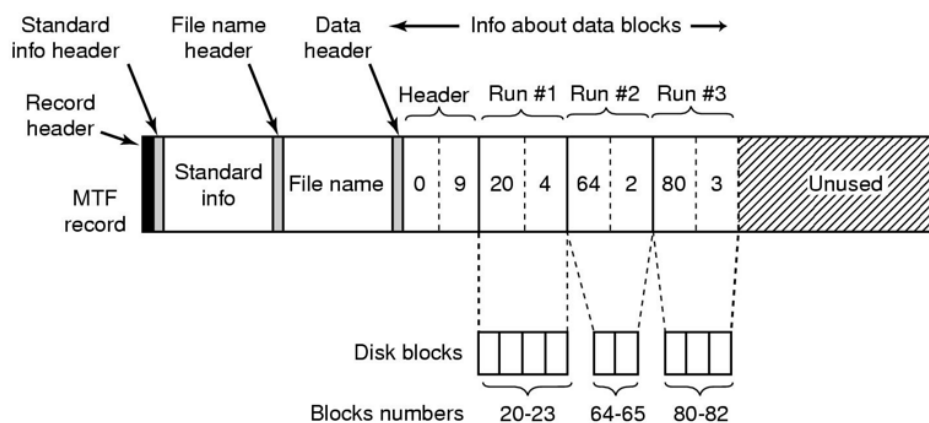 Standard
info header
File name
header
Data
header
Info about data blocks
Record
header
Header
Run #1
Run #2
Run #3
MTF
record
Standard
info
File name
0
9
20
4
64
2
80
3
Unused
Disk blocks
Blocks numbers
20-23
64-65
80-82